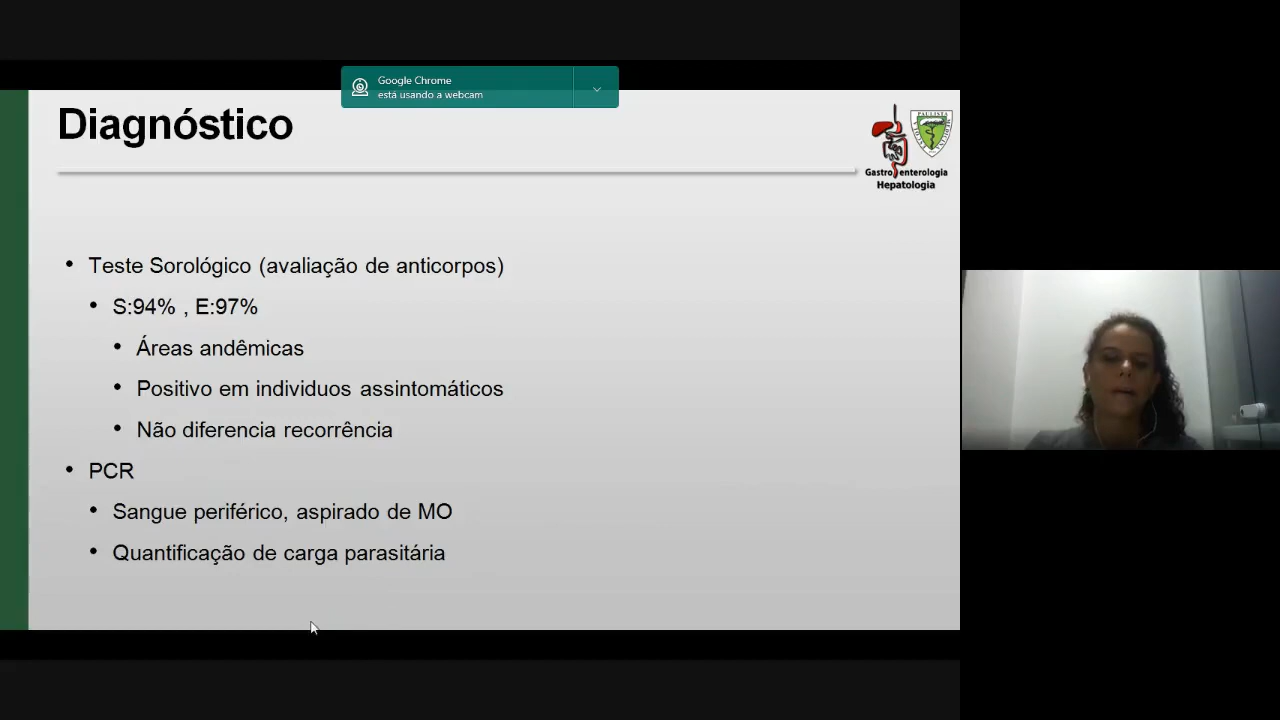 Google Chrome
está usando a webcam
Diagnóstico
Gastroenterologia
Hepatologia
• Teste Sorológico (avaliação de anticorpos)
• S:94% , E:97%
• Áreas andêmicas
• Positivo em individuos assintomáticos
• Não diferencia recorrência
• PCR
• Sangue periférico, aspirado de MO
• Quantificação de carga parasitária